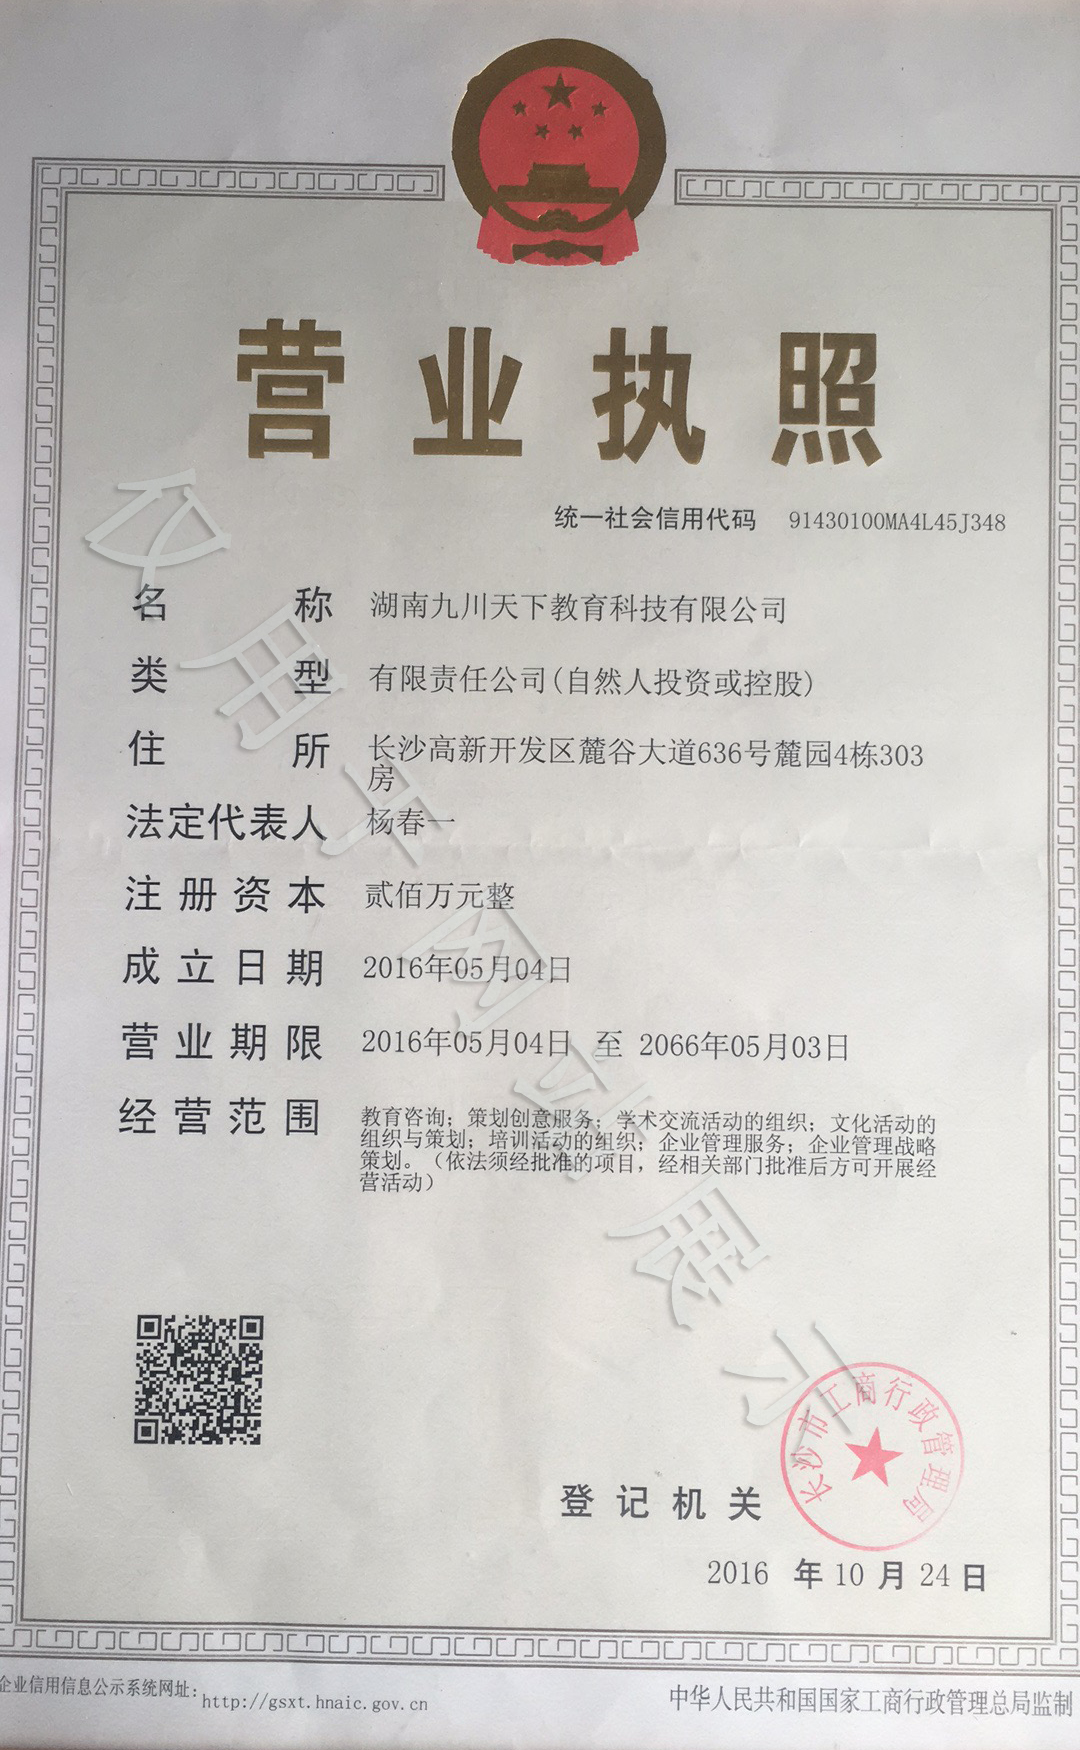 营业执照
统一社会信用代码 91430100MA4L45J348
名称 湖南九川天下教育科技有限公司
类型 有限责任公司(自然人投资或控股)
住所 长沙高新开发区麓谷大道636号麓园4栋303
房
法定代表人 杨春一
注册资本 贰佰万元整
成立日期 2016年05月04日
营业期限 2016年05月04日 至 2066年05月03日
经营范围 教育咨询；策划创意服务；学术交流活动的组织；文化活动的
组织与策划；培训活动的组织；企业管理服务；企业管理战略
策划。（依法须经批准的项目，经相关部门批准后方可开展经
营活动）
仅用于网站展示
长沙市工商行政管理局
登记机关
2016 年 10 月 24 日
企业信用信息公示系统网址：http://gsxt.hnaic.gov.cn
中华人民共和国国家工商行政管理总局监制